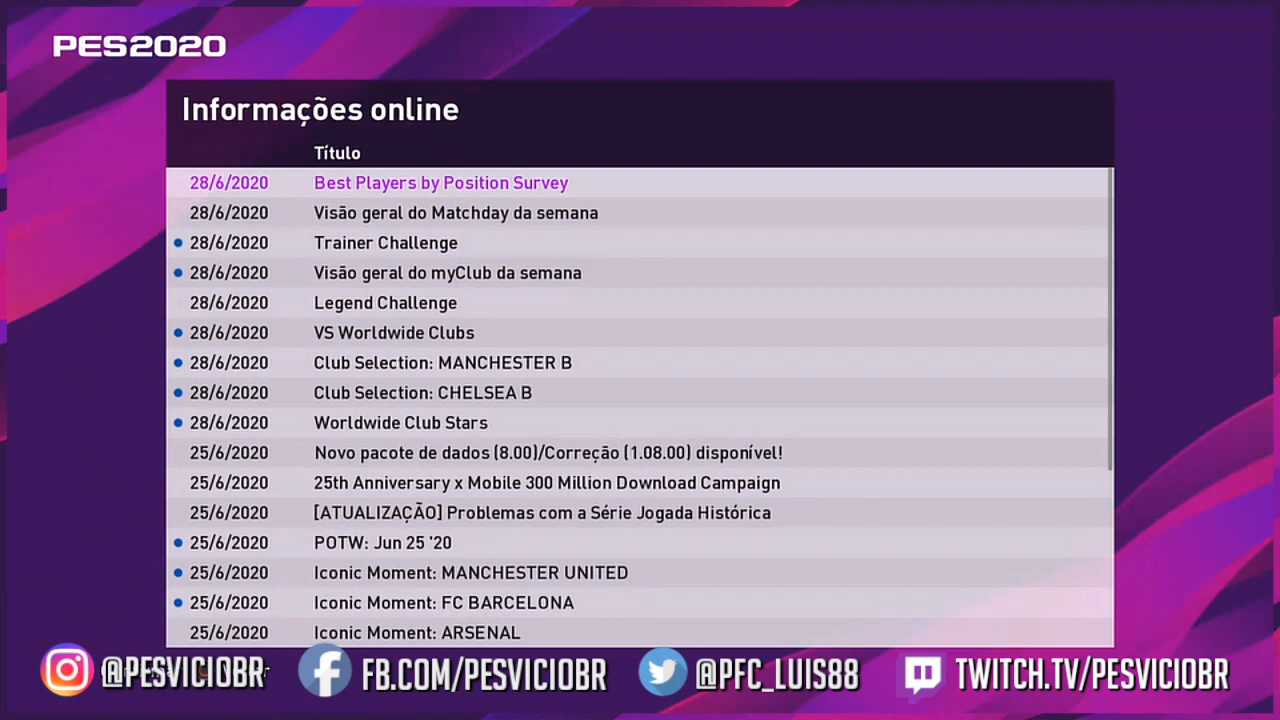 PES2020
Informações online
Título
28/6/2020 Best Players by Position Survey
28/6/2020 Visão geral do Matchday da semana
28/6/2020 Trainer Challenge
28/6/2020 Visão geral do myClub da semana
28/6/2020 Legend Challenge
28/6/2020 VS Worldwide Clubs
28/6/2020 Club Selection: MANCHESTER B
28/6/2020 Club Selection: CHELSEA B
28/6/2020 Worldwide Club Stars
25/6/2020 Novo pacote de dados (8.00)/Correção (1.08.00) disponível!
25/6/2020 25th Anniversary x Mobile 300 Million Download Campaign
25/6/2020 [ATUALIZAÇÃO] Problemas com a Série Jogada Histórica
25/6/2020 POTW: Jun 25 '20
25/6/2020 Iconic Moment: MANCHESTER UNITED
25/6/2020 Iconic Moment: FC BARCELONA
25/6/2020 Iconic Moment: ARSENAL
@PESVICIOBR FB.COM/PESVICIOBR @PFC_LUIS88 TWITCH.TV/PESVICIOBR